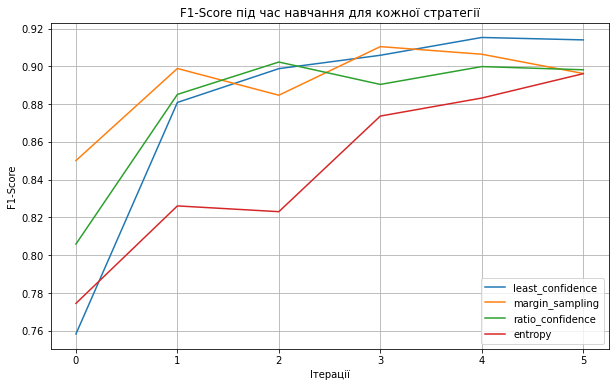 F1-Score під час навчання для кожної стратегії
F1-Score
0.92
0.90
0.88
0.86
0.84
0.82
0.80
0.78
0.76
0 1 2 3 4 5
Ітерації
least_confidence
margin_sampling
ratio_confidence
entropy